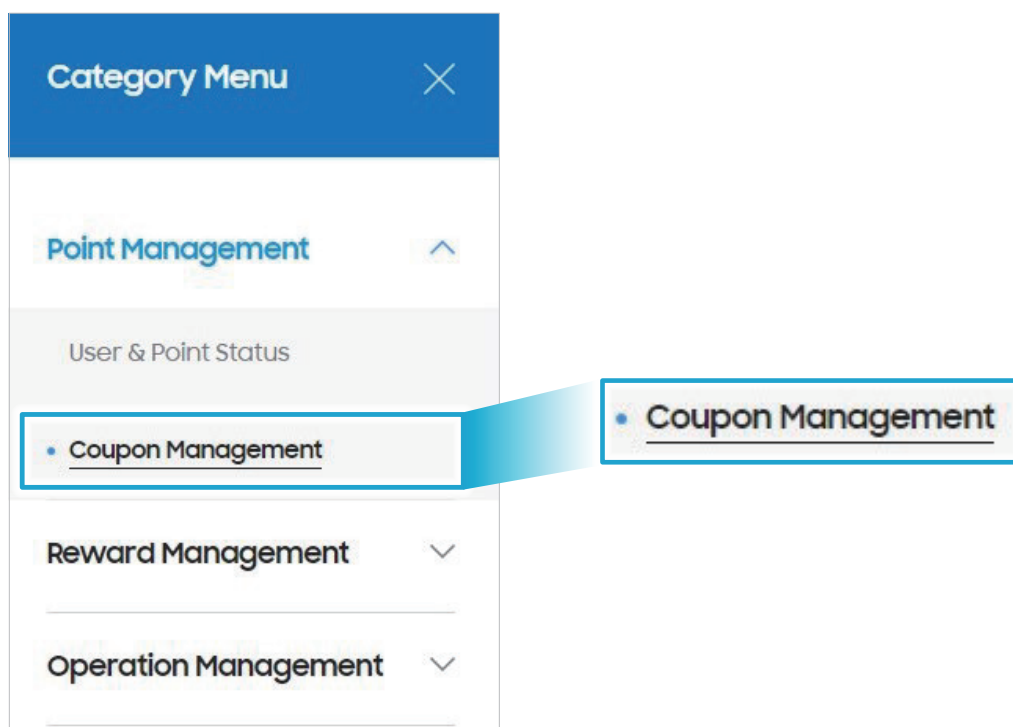 Category Menu
Point Management
User & Point Status
• Coupon Management
• Coupon Management
Reward Management
Operation Management